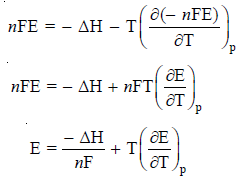 nFE = − ΔH − T(∂(− nFE)/∂T)p
nFE = − ΔH + nFT(∂E/∂T)p
E = − ΔH/nF + T(∂E/∂T)p